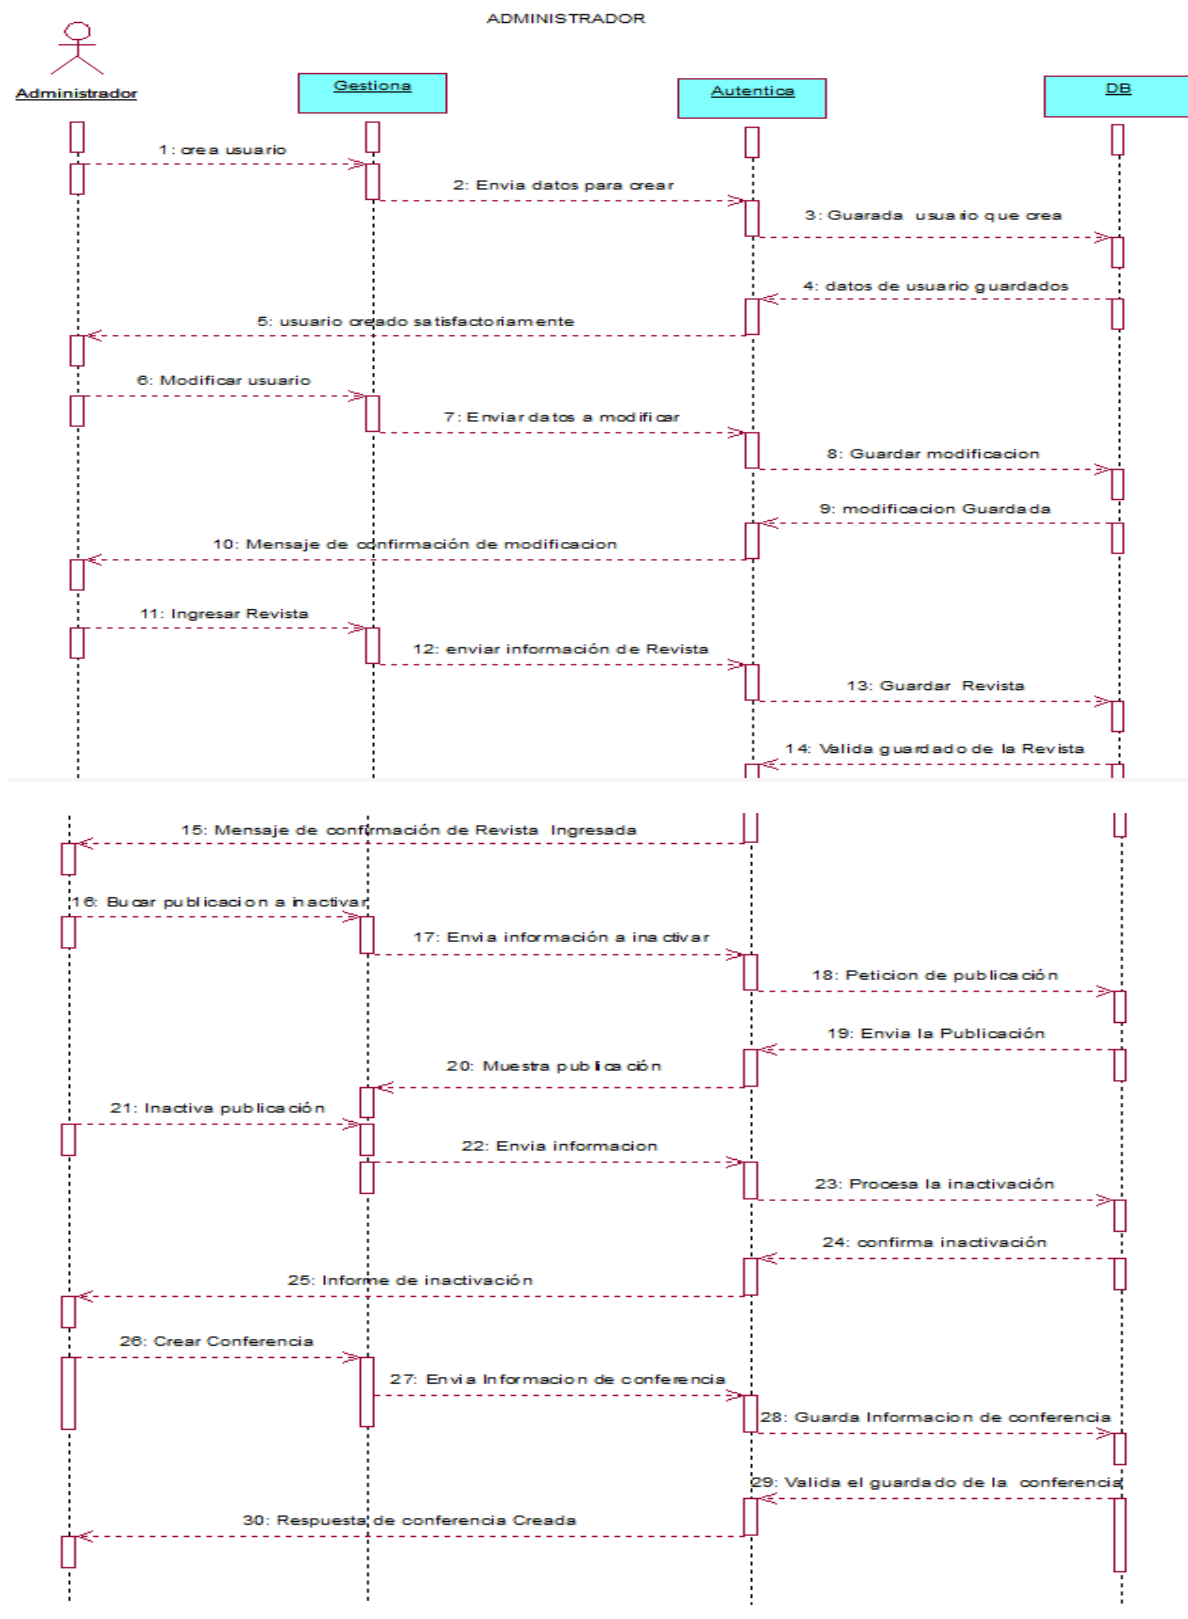 ADMINISTRADOR
Administrador
Gestiona
Autentica
DB
1: crea usuario
2: Envia datos para crear
3: Guarada usuario que crea
4: datos de usuario guardados
5: usuario creado satisfactoriamente
6: Modificar usuario
7: Enviar datos a modificar
8: Guardar modificacion
9: modificacion Guardada
10: Mensaje de confirmación de modificacion
11: Ingresar Revista
12: enviar información de Revista
13: Guardar Revista
14: Valida guardado de la Revista
15: Mensaje de confirmación de Revista Ingresada
16: Bucar publicacion a inactivar
17: Envia información a inactivar
18: Peticion de publicación
19: Envia la Publicación
20: Muestra publicación
21: Inactiva publicación
22: Envia informacion
23: Procesa la inactivación
24: confirma inactivación
25: Informe de inactivación
26: Crear Conferencia
27: Envia Informacion de conferencia
28: Guarda Informacion de conferencia
29: Valida el guardado de la conferencia
30: Respuesta de conferencia Creada